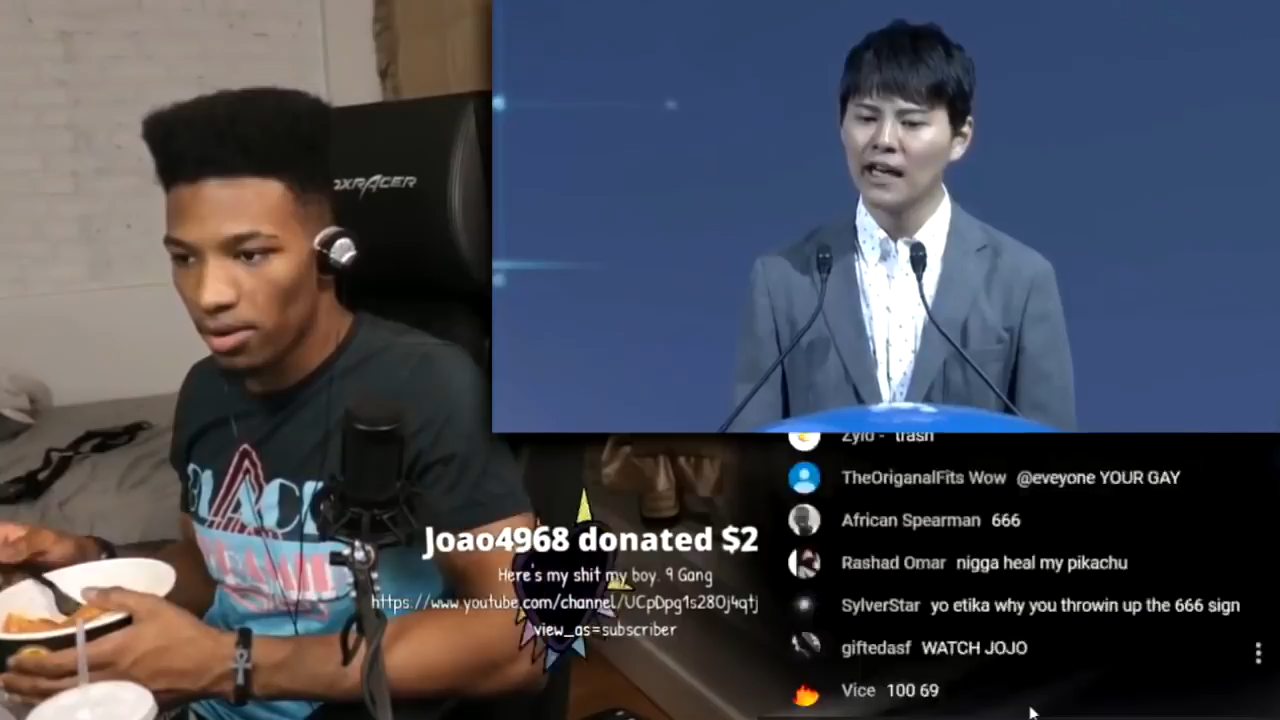 DXRACER
Zyld - trash
TheOriganalFits Wow @eveyone YOUR GAY
African Spearman 666
Rashad Omar nigga heal my pikachu
SylverStar yo etika why you throwin up the 666 sign
giftedasf WATCH JOJO
Vice 100 69
Joao4968 donated $2
Here's my shit my boy. 9 Gang
https://www.youtube.com/channel/UCpDpg1s28Oj4qtj
view_as=subscriber